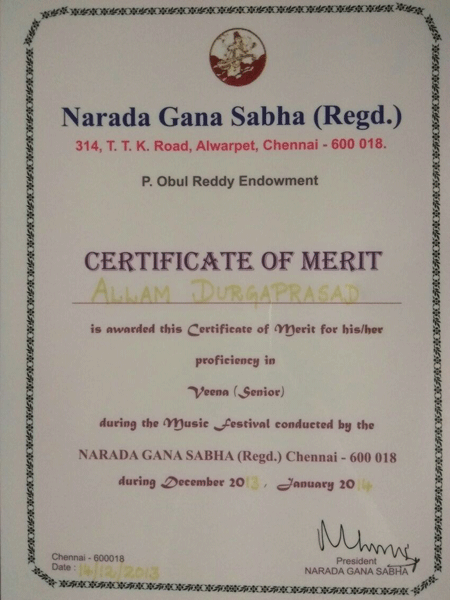 Narada Gana Sabha (Regd.)
314, T. T. K. Road, Alwarpet, Chennai - 600 018.
P. Obul Reddy Endowment
CERTIFICATE OF MERIT
ALLAM DURGAPRASAD
is awarded this Certificate of Merit for his/her
proficiency in
Veena (Senior)
during the Music Festival conducted by the
NARADA GANA SABHA (Regd.) Chennai - 600 018
during December 2013, January 2014
Chennai - 600018
Date : 14/12/2013
President
NARADA GANA SABHA